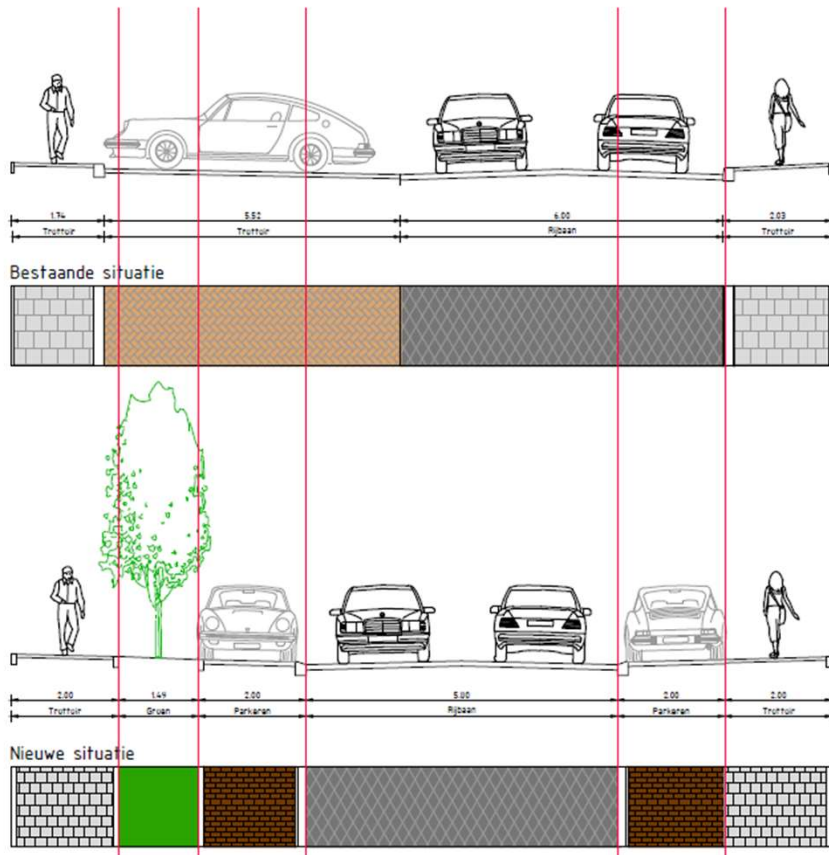 1.74 5.52 6.00 2.03
Trottoir Trottoir Rijbaan Trottoir
Bestaande situatie
2.00 1.49 2.00 5.80 2.00 2.00
Trottoir Groen Parkeren Rijbaan Parkeren Trottoir
Nieuwe situatie